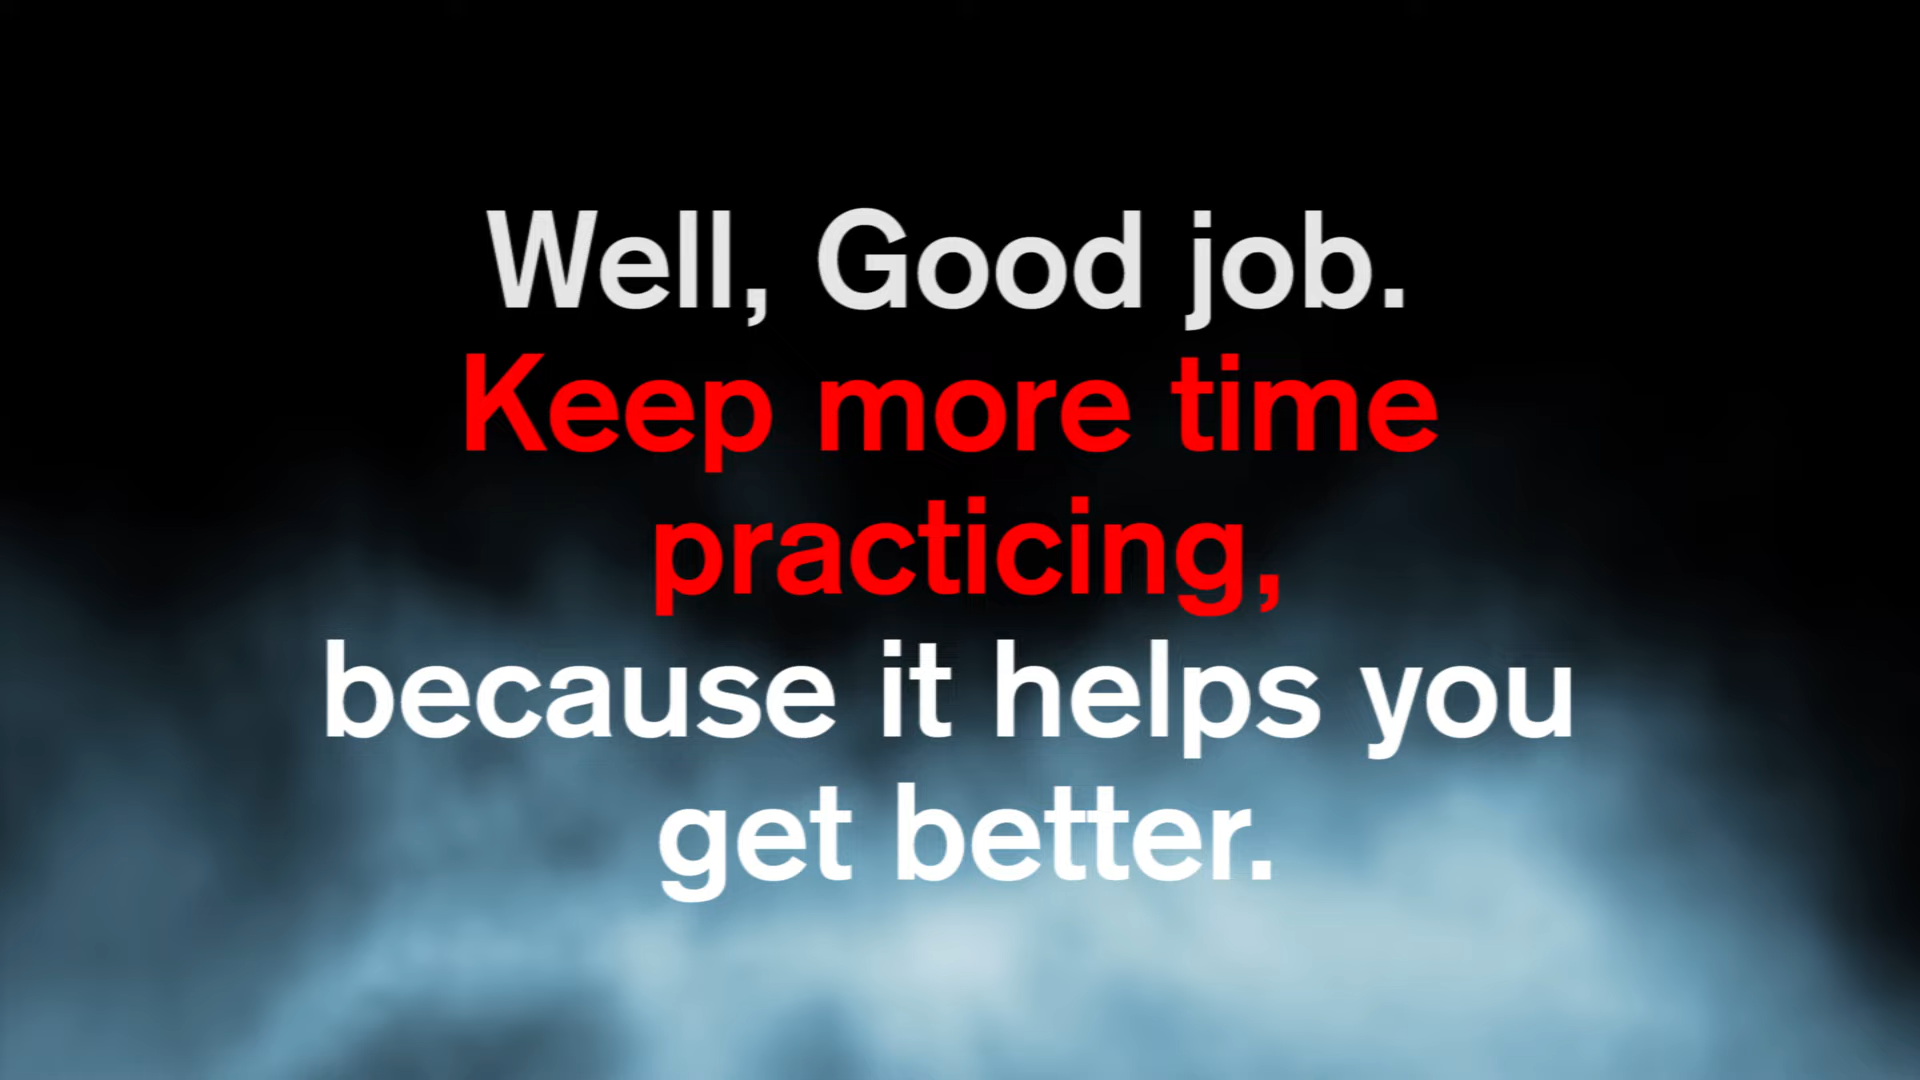 Well, Good job.
Keep more time
practicing,
because it helps you
get better.